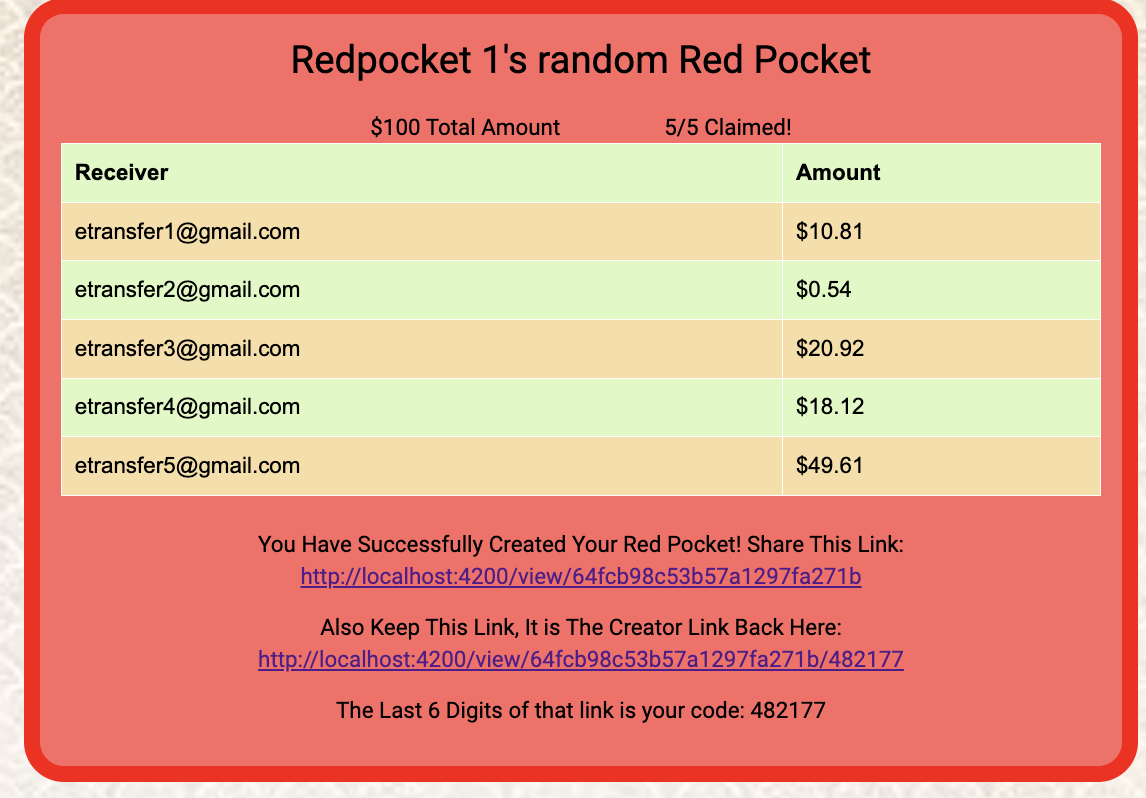 Redpocket 1's random Red Pocket
$100 Total Amount 5/5 Claimed!
Receiver Amount
etransfer1@gmail.com $10.81
etransfer2@gmail.com $0.54
etransfer3@gmail.com $20.92
etransfer4@gmail.com $18.12
etransfer5@gmail.com $49.61
You Have Successfully Created Your Red Pocket! Share This Link:
http://localhost:4200/view/64fcb98c53b57a1297fa271b
Also Keep This Link, It is The Creator Link Back Here:
http://localhost:4200/view/64fcb98c53b57a1297fa271b/482177
The Last 6 Digits of that link is your code: 482177